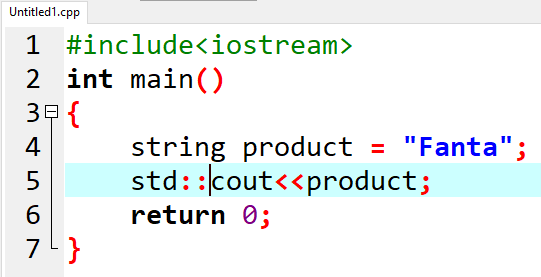 Untitled1.cpp
1 #include<iostream>
2 int main()
3 {
4 string product = "Fanta";
5 std::cout<<product;
6 return 0;
7 }